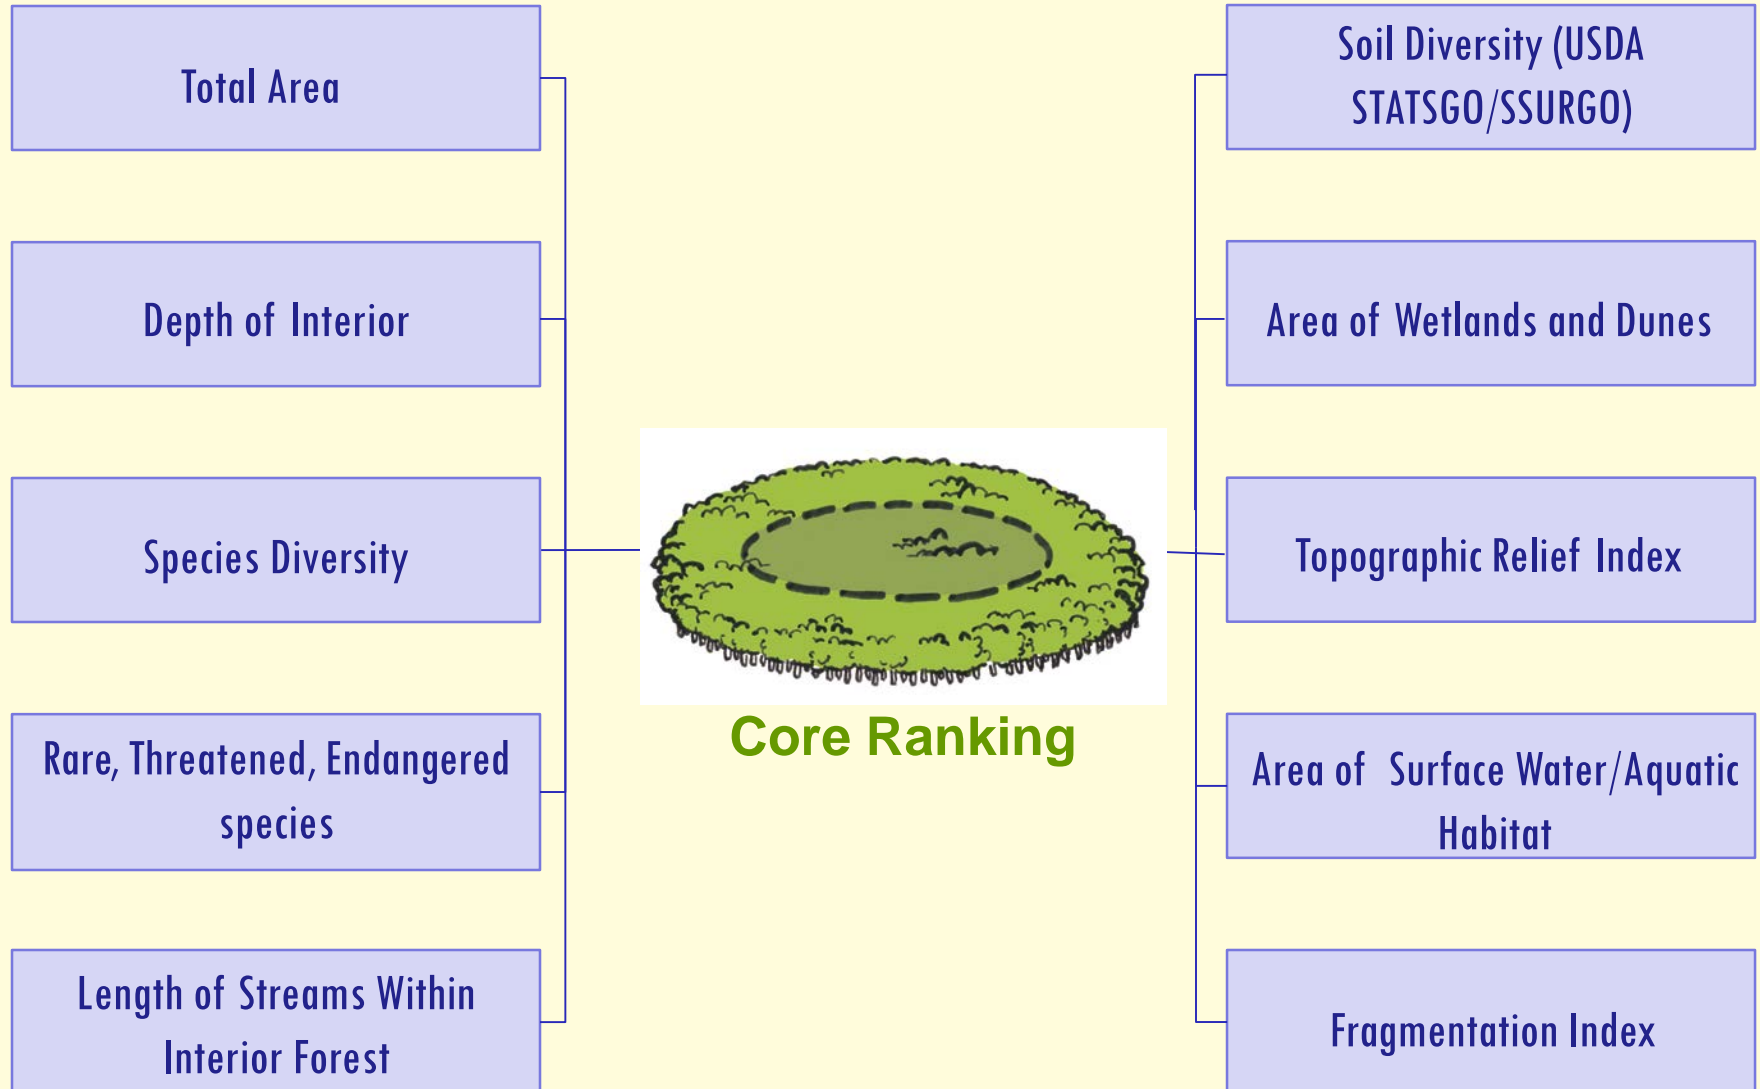 Total Area
Depth of Interior
Species Diversity
Rare, Threatened, Endangered
species
Length of Streams Within
Interior Forest
Core Ranking
Soil Diversity (USDA
STATSGO/SSURGO)
Area of Wetlands and Dunes
Topographic Relief Index
Area of Surface Water/Aquatic
Habitat
Fragmentation Index